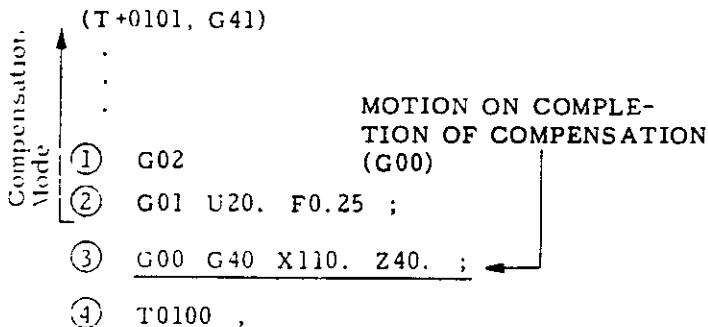 (T+0101, G41)
.
.
.
Compensation
Mode
MOTION ON COMPLE-
TION OF COMPENSATION
(G00)
① G02
② G01 U20. F0.25 ;
③ G00 G40 X110. Z40. ;
④ T0100 ,